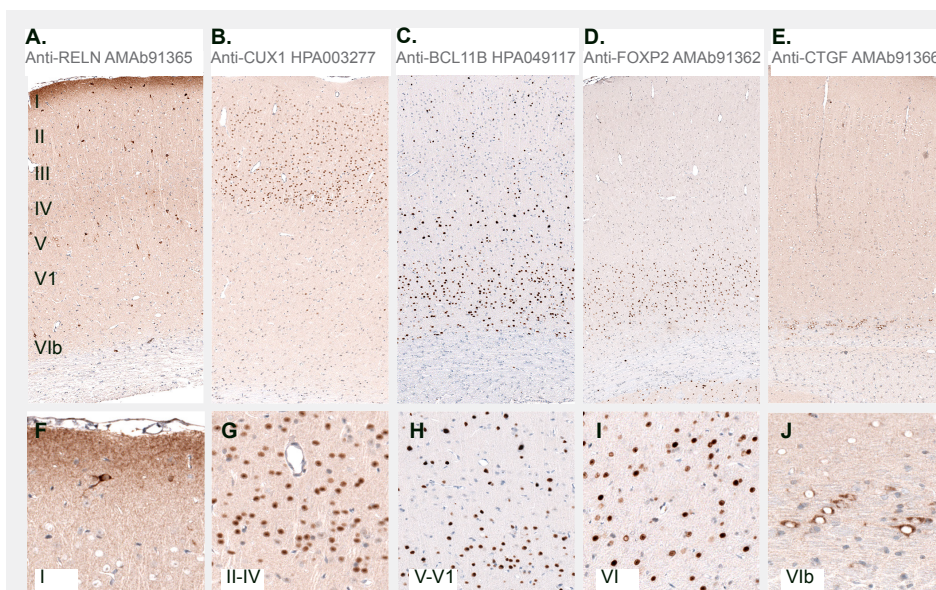 A.
Anti-RELN AMAb91365
B.
Anti-CUX1 HPA003277
C.
Anti-BCL11B HPA049117
D.
Anti-FOXP2 AMAb91362
E.
Anti-CTGF AMAb91366
I
II
III
IV
V
V1
VIb
F
I
G
II-IV
H
V-V1
I
VI
J
VIb